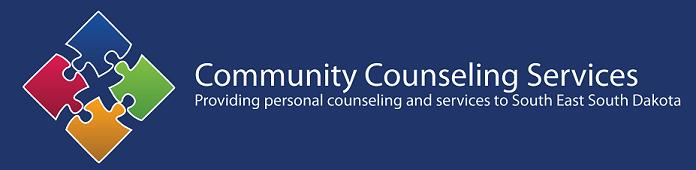 Community Counseling Services
Providing personal counseling and services to South East South Dakota